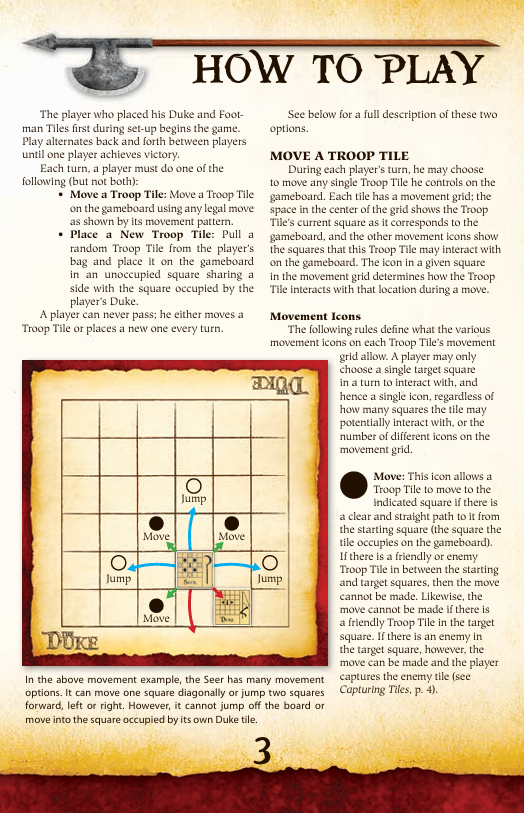 HOW TO PLAY
The player who placed his Duke and Foot-
man Tiles first during set-up begins the game.
Play alternates back and forth between players
until one player achieves victory.
Each turn, a player must do one of the
following (but not both):
• Move a Troop Tile: Move a Troop Tile
on the gameboard using any legal move
as shown by its movement pattern.
• Place a New Troop Tile: Pull a
random Troop Tile from the player's
bag and place it on the gameboard
in an unoccupied square sharing a
side with the square occupied by the
player's Duke.
A player can never pass; he either moves a
Troop Tile or places a new one every turn.
See below for a full description of these two
options.
MOVE A TROOP TILE
During each player's turn, he may choose
to move any single Troop Tile he controls on the
gameboard. Each tile has a movement grid; the
space in the center of the grid shows the Troop
Tile's current square as it corresponds to the
gameboard, and the other movement icons show
the squares that this Troop Tile may interact with
on the gameboard. The icon in a given square
in the movement grid determines how the Troop
Tile interacts with that location during a move.
Movement Icons
The following rules define what the various
movement icons on each Troop Tile's movement
grid allow. A player may only
choose a single target square
in a turn to interact with, and
hence a single icon, regardless of
how many squares the tile may
potentially interact with, or the
number of different icons on the
movement grid.
Move: This icon allows a
Troop Tile to move to the
indicated square if there is
a clear and straight path to it from
the starting square (the square the
tile occupies on the gameboard).
If there is a friendly or enemy
Troop Tile in between the starting
and target squares, then the move
cannot be made. Likewise, the
move cannot be made if there is
a friendly Troop Tile in the target
square. If there is an enemy in
the target square, however, the
move can be made and the player
captures the enemy tile (see
Capturing Tiles, p. 4).
THE DUKE
Jump
Move
Move
Jump
Jump
Seer
Move
Duke
THE DUKE
In the above movement example, the Seer has many movement
options. It can move one square diagonally or jump two squares
forward, left or right. However, it cannot jump off the board or
move into the square occupied by its own Duke tile.
3